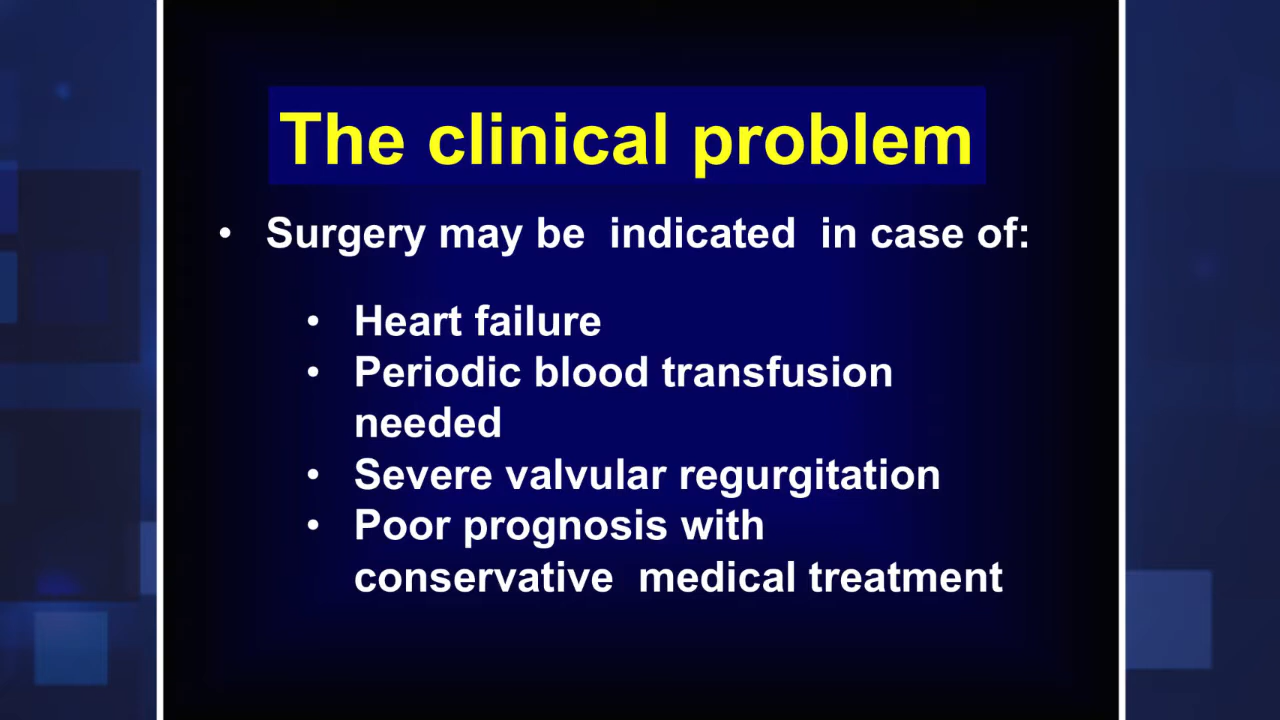 The clinical problem
• Surgery may be indicated in case of:
• Heart failure
• Periodic blood transfusion
needed
• Severe valvular regurgitation
• Poor prognosis with
conservative medical treatment